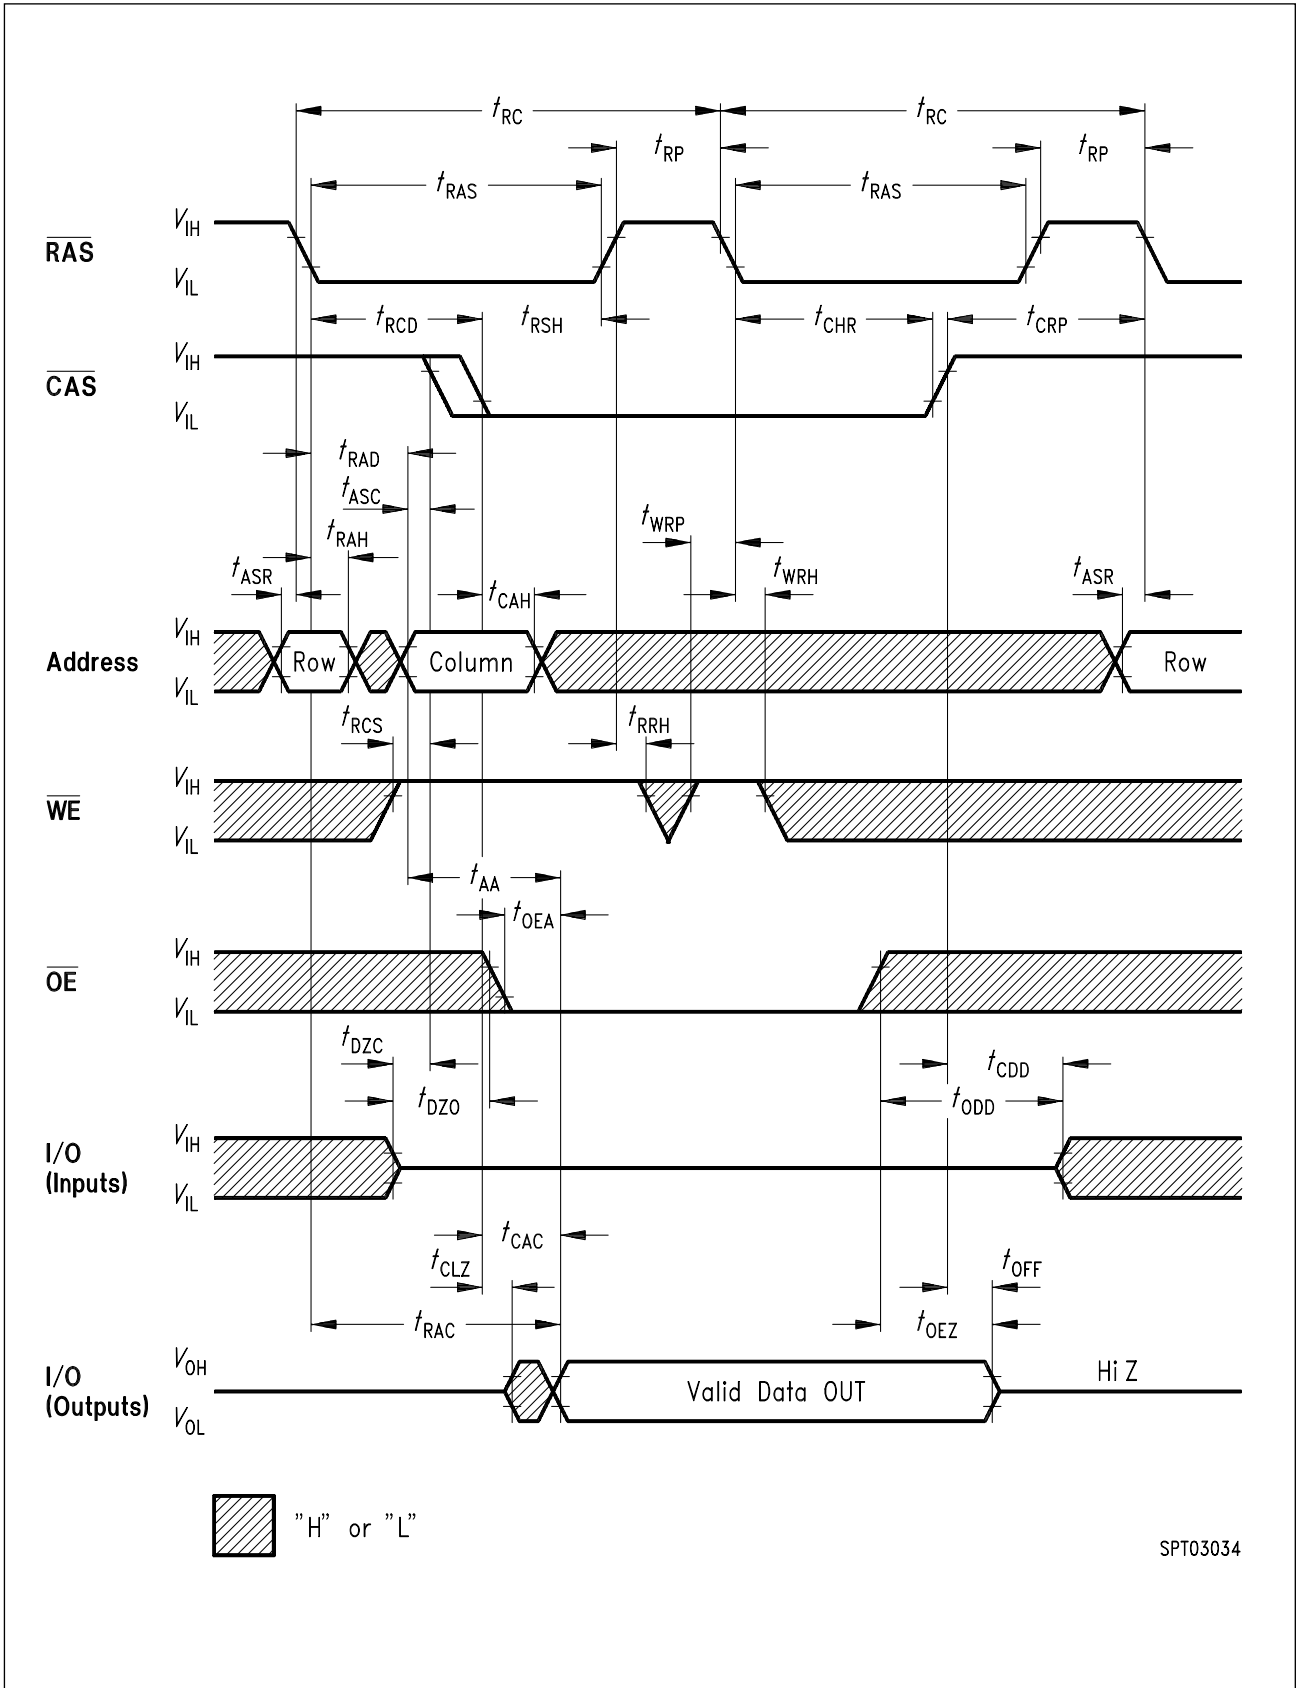 tRC tRC
tRP tRP
tRAS tRAS
RAS VIH
VIL
tRCD tRSH tCHR tCRP
CAS VIH
VIL
tRAD
tASC
tRAH tWRP
tASR tCAH tWRH tASR
Address VIH
Row Column Row
VIL
tRCS tRRH
WE VIH
VIL
tAA
tOEA
OE VIH
VIL
tDZC tCDD
tDZO tODD
I/O
(Inputs)
VIH
VIL
tCAC
tCLZ tOFF
tRAC tOEZ
I/O
(Outputs)
VOH
Valid Data OUT Hi Z
VOL
"H" or "L"
SPT03034